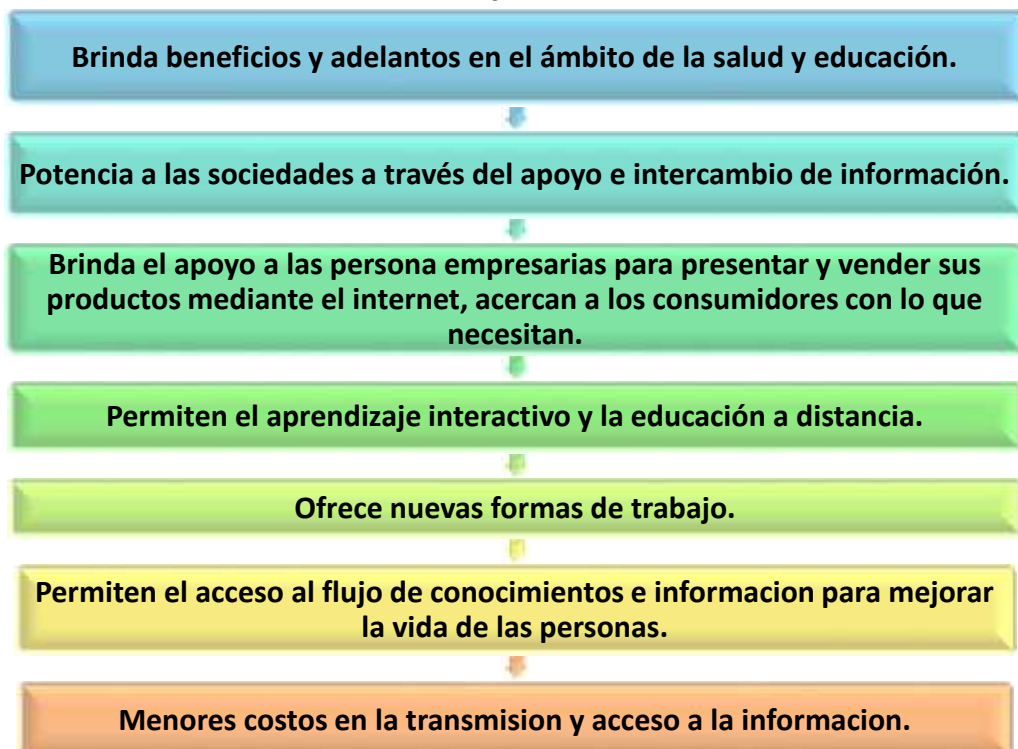 Brinda beneficios y adelantos en el ámbito de la salud y educación.
Potencia a las sociedades a través del apoyo e intercambio de información.
Brinda el apoyo a las persona empresarias para presentar y vender sus
productos mediante el internet, acercan a los consumidores con lo que
necesitan.
Permiten el aprendizaje interactivo y la educación a distancia.
Ofrece nuevas formas de trabajo.
Permiten el acceso al flujo de conocimientos e informacion para mejorar
la vida de las personas.
Menores costos en la transmision y acceso a la informacion.